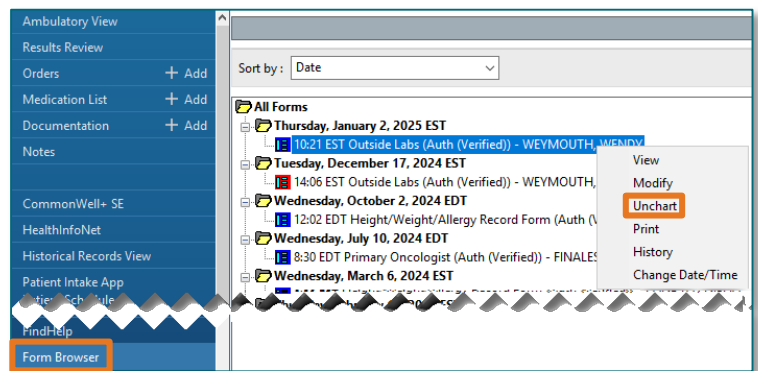 Ambulatory View
Results Review
Orders + Add
Medication List + Add
Documentation + Add
Notes
CommonWell+ SE
HealthInfoNet
Historical Records View
Patient Intake App
FindHelp
Form Browser
Sort by : Date
All Forms
Thursday, January 2, 2025 EST
10:21 EST Outside Labs (Auth (Verified)) - WEYMOUTH, WENDY
Tuesday, December 17, 2024 EST
14:06 EST Outside Labs (Auth (Verified)) - WEYMOUTH,
Wednesday, October 2, 2024 EDT
12:02 EDT Height/Weight/Allergy Record Form (Auth (V
Wednesday, July 10, 2024 EDT
8:30 EDT Primary Oncologist (Auth (Verified)) - FINALES
Wednesday, March 6, 2024 EST
View
Modify
Unchart
Print
History
Change Date/Time